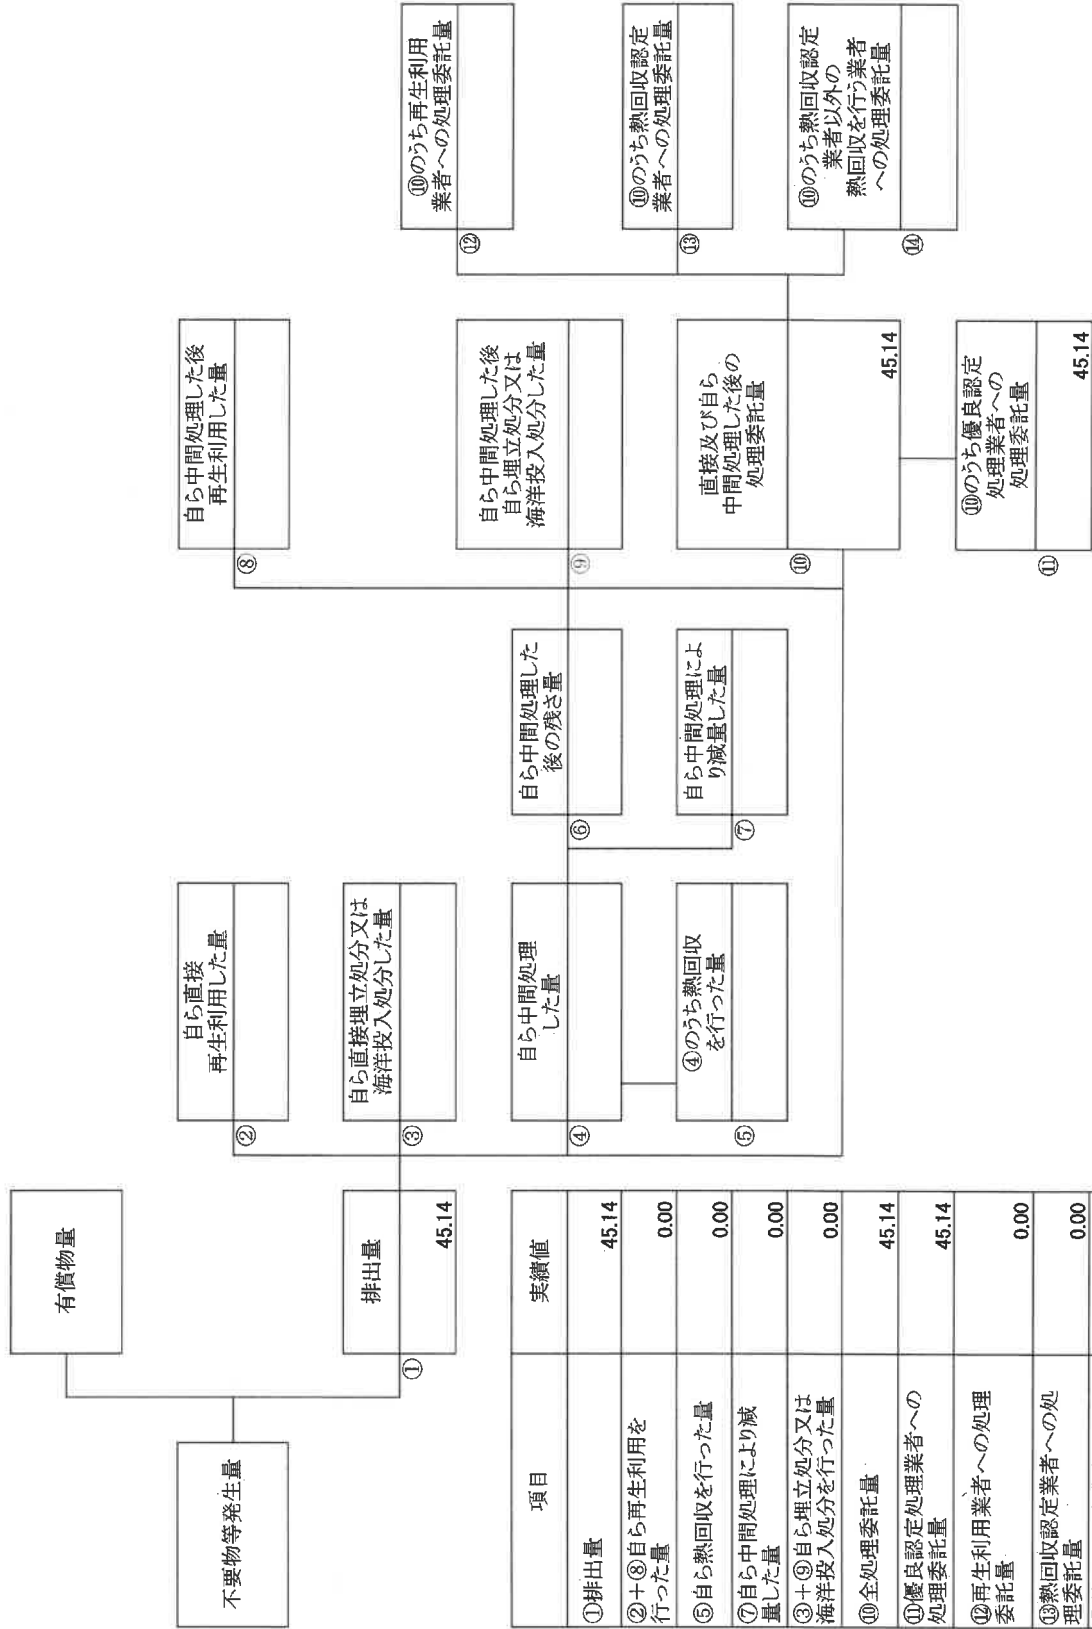 不要物等発生量
有償物量
①
排出量
45.14
②
自ら直接
再生利用した量
③
自ら直接埋立処分又は
海洋投入処分した量
④
自ら中間処理
した量
⑤
④のうち熱回収
を行った量
⑥
自ら中間処理した
後の残さ量
⑦
自ら中間処理によ
り減量した量
⑧
自ら中間処理した後
再生利用した量
⑨
自ら中間処理した後
自ら埋立処分又は
海洋投入処分した量
⑩
直接及び自ら
中間処理した後の
処理委託量
45.14
⑪
⑩のうち優良認定
処理業者への
処理委託量
45.14
⑫
⑩のうち再生利用
業者への処理委託量
⑬
⑩のうち熱回収認定
業者への処理委託量
⑭
⑩のうち熱回収認定
業者以外の
熱回収を行う業者
への処理委託量
項目 実績値
①排出量 45.14
②+⑧自ら再生利用を
行った量 0.00
⑤自ら熱回収を行った量 0.00
⑦自ら中間処理により減
量した量 0.00
③+⑨自ら埋立処分又は
海洋投入処分を行った量 0.00
⑩全処理委託量 45.14
⑪優良認定処理業者への
処理委託量 45.14
⑫再生利用業者への処理
委託量 0.00
⑬熱回収認定業者への処
理委託量 0.00